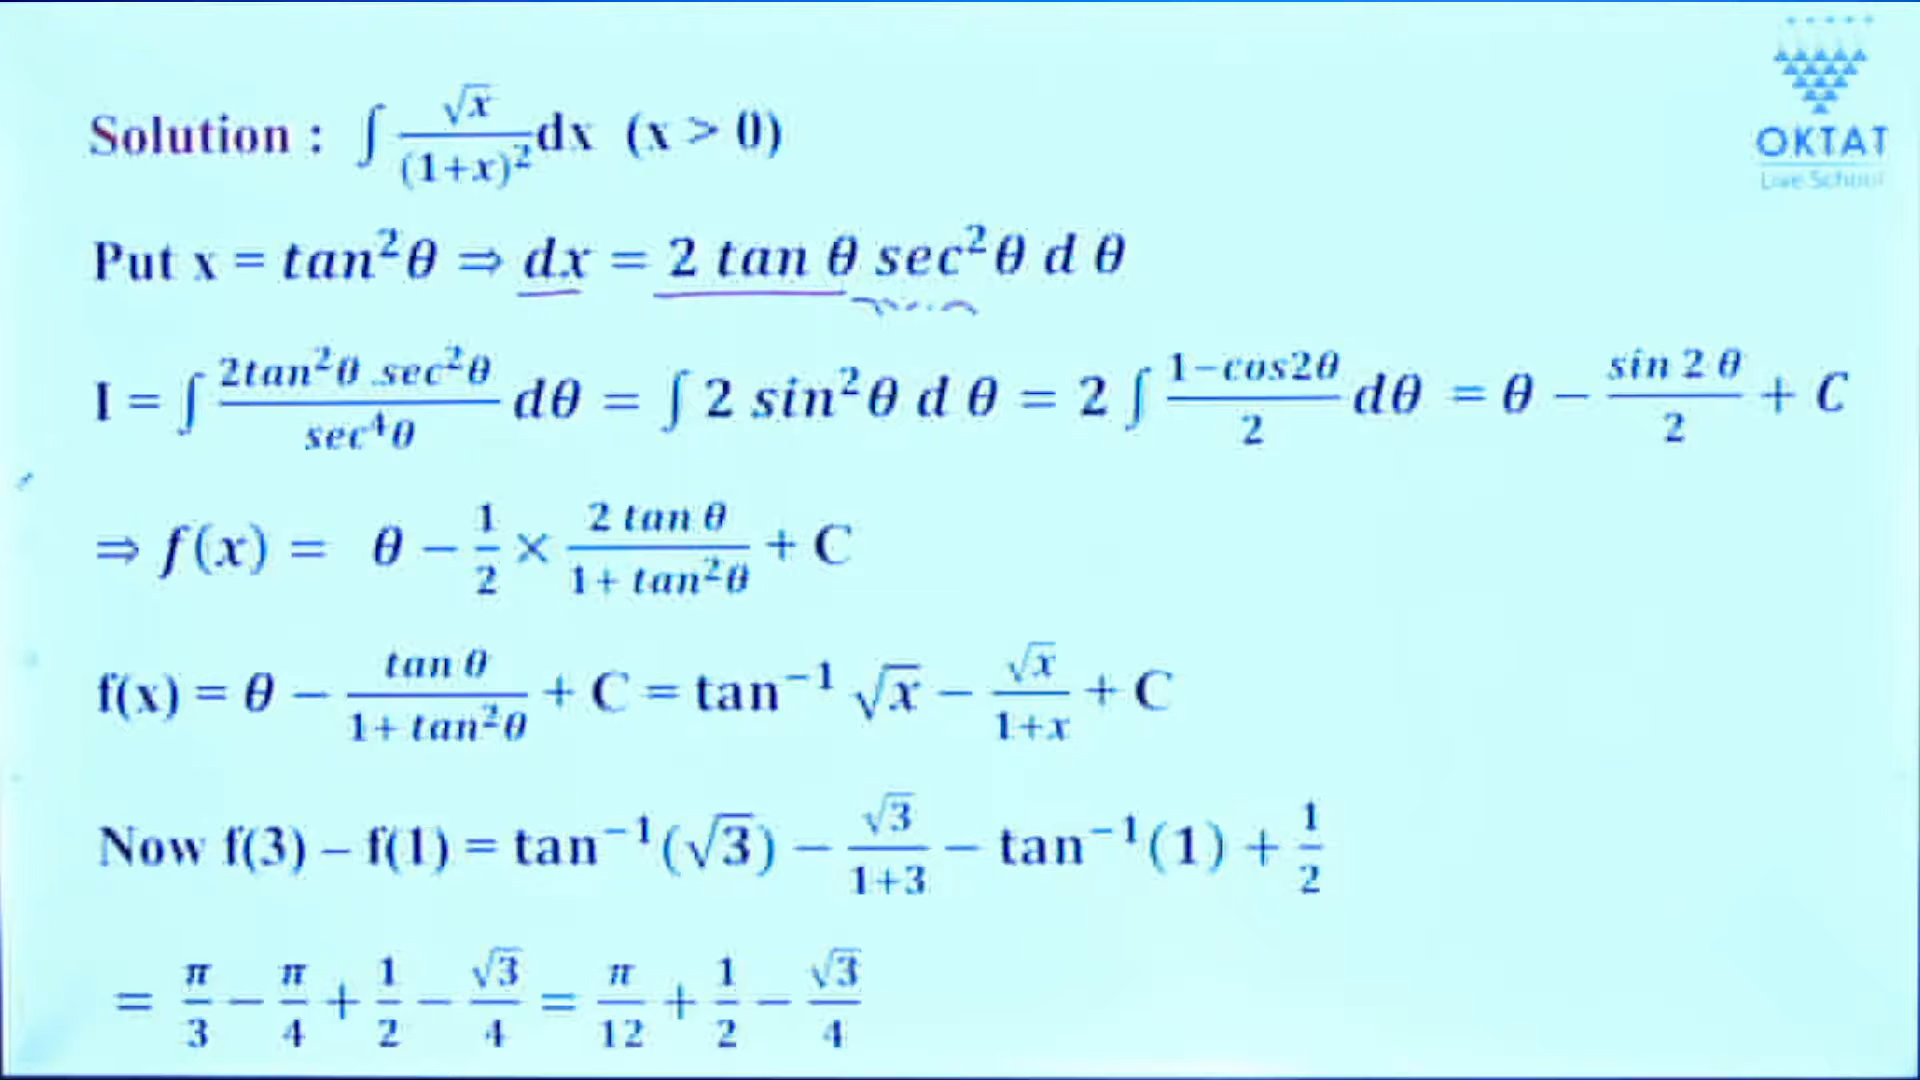 OKTAT
Live School
Solution : ∫ √x/(1+x)² dx (x > 0)
Put x = tan²θ ⇒ dx = 2 tan θ sec²θ d θ
I = ∫ 2tan²θ .sec²θ/sec⁴θ dθ = ∫ 2 sin²θ d θ = 2 ∫ 1−cos2θ/2 dθ = θ − sin 2 θ/2 + C
⇒ f(x) = θ − 1/2 × 2 tan θ/1+ tan²θ + C
f(x) = θ − tan θ/1+ tan²θ + C = tan⁻¹ √x − √x/1+x + C
Now f(3) – f(1) = tan⁻¹(√3) − √3/1+3 − tan⁻¹(1) + 1/2
= π/3 − π/4 + 1/2 − √3/4 = π/12 + 1/2 − √3/4